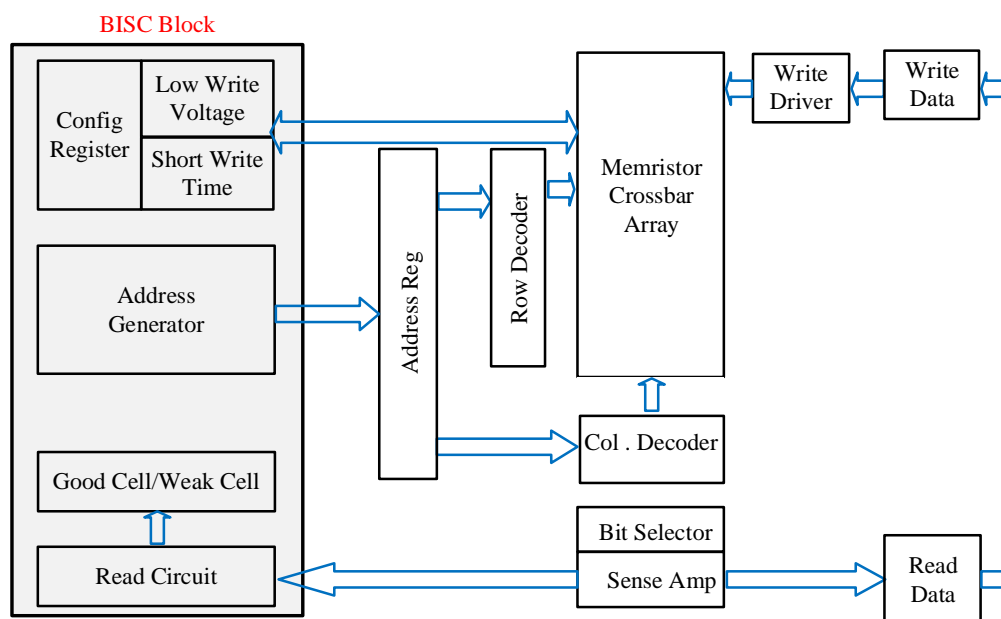 BISC Block
Config
Register
Low Write
Voltage
Short Write
Time
Address
Generator
Good Cell/Weak Cell
Read Circuit
Address Reg
Row Decoder
Memristor
Crossbar
Array
Col . Decoder
Bit Selector
Sense Amp
Write
Driver
Write
Data
Read
Data